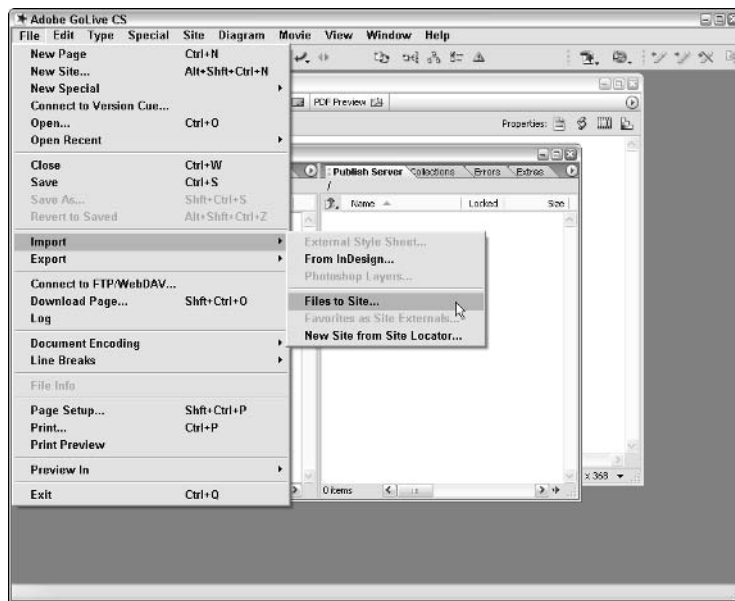 Adobe GoLive CS
File Edit Type Special Site Diagram Movie View Window Help
New Page Ctrl+N
New Site... Alt+Shft+Ctrl+N
New Special
Connect to Version Cue...
Open... Ctrl+O
Open Recent
Close Ctrl+W
Save Ctrl+S
Save As... Shft+Ctrl+S
Revert to Saved Alt+Shft+Ctrl+Z
Import
Export
Connect to FTP/WebDAV...
Download Page... Shft+Ctrl+O
Log
Document Encoding
Line Breaks
File Info
Page Setup... Shft+Ctrl+P
Print... Ctrl+P
Print Preview
Preview In
Exit Ctrl+Q
External Style Sheet...
From InDesign...
Photoshop Layers...
Files to Site...
Favorites as Site Externals...
New Site from Site Locator...
PDF Preview
Properties:
Publish Server Collections Errors Extras
/
Name Locked Size
0 items
x 368